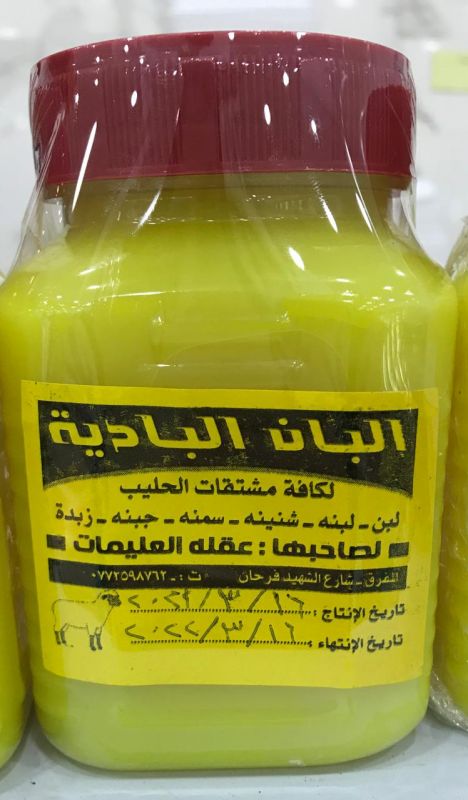 البان البادية
لكافة مشتقات الحليب
لبن - لبنه - شنينه - سمنه - جبنه - زبدة
لصاحبها : عقله العليمات
المفرق - شارع الشهيد فرحان ت : ـ ٠٧٧٢٥٩٨٧٦٢
تاريخ الإنتاج : ٢٠٢١/٣/١٦
تاريخ الإنتهاء : ٢٠٢٢/٣/١٦